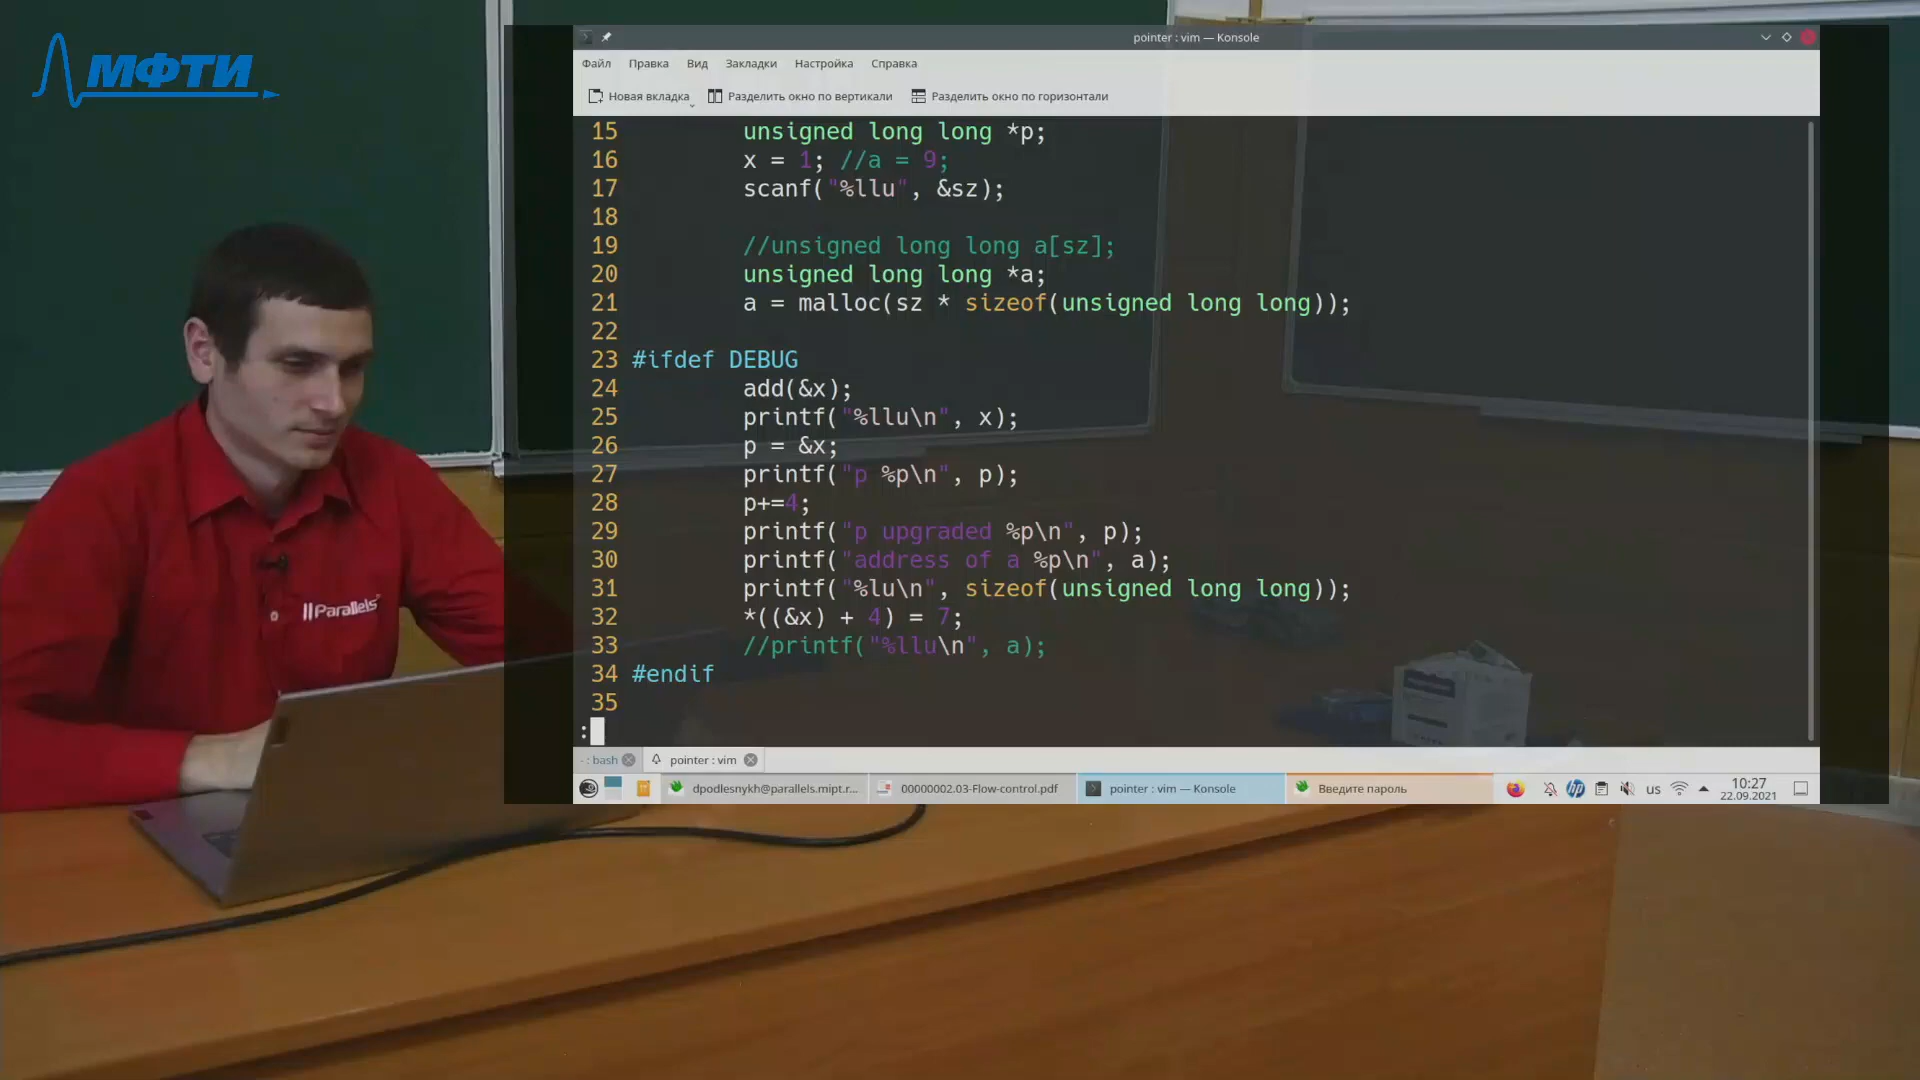 МФТИ
pointer : vim — Konsole
Файл Правка Вид Закладки Настройка Справка
Новая вкладка Разделить окно по вертикали Разделить окно по горизонтали
15 unsigned long long *p;
16 x = 1; //a = 9;
17 scanf("%llu", &sz);
18
19 //unsigned long long a[sz];
20 unsigned long long *a;
21 a = malloc(sz * sizeof(unsigned long long));
22
23 #ifdef DEBUG
24 add(&x);
25 printf("%llu\n", x);
26 p = &x;
27 printf("p %p\n", p);
28 p+=4;
29 printf("p upgraded %p\n", p);
30 printf("address of a %p\n", a);
31 printf("%lu\n", sizeof(unsigned long long));
32 *((&x) + 4) = 7;
33 //printf("%llu\n", a);
34 #endif
35
:
- : bash pointer : vim
dpodlesnykh@parallels.mipt.r... 00000002.03-Flow-control.pdf pointer : vim — Konsole Введите пароль hp us 10:27
22.09.2021
||Parallels